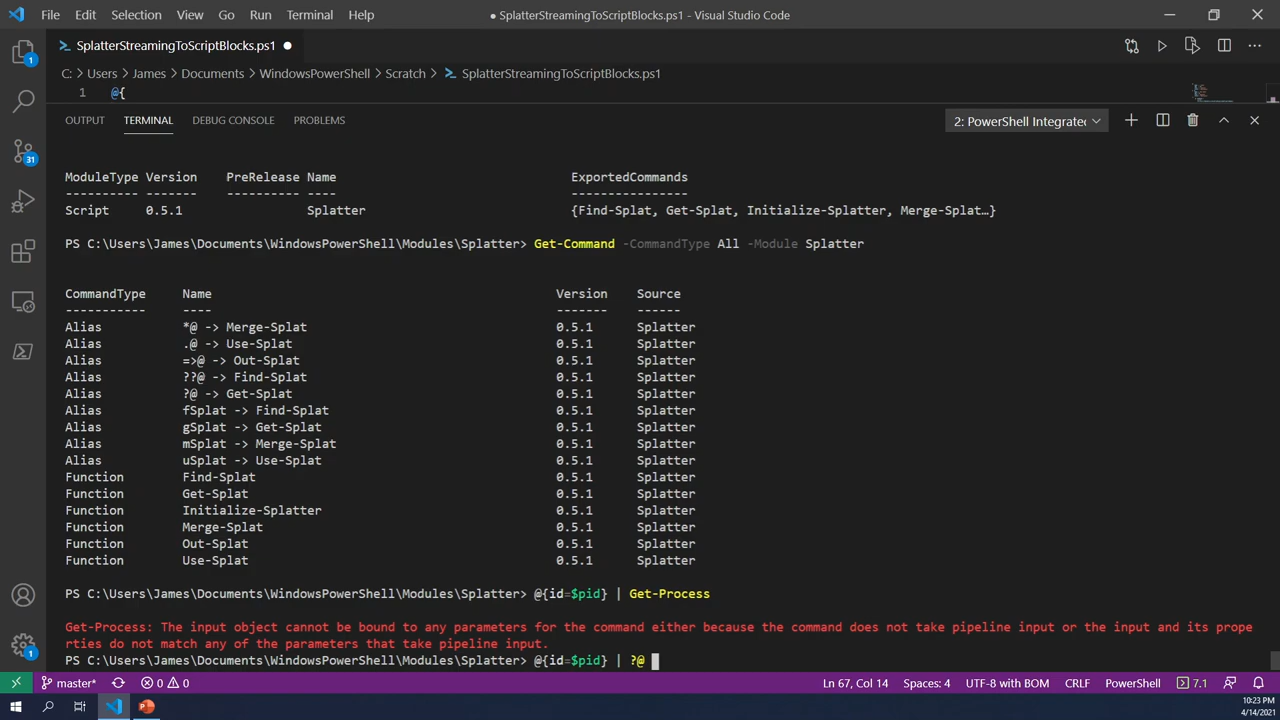 File Edit Selection View Go Run Terminal Help ● SplatterStreamingToScriptBlocks.ps1 - Visual Studio Code
SplatterStreamingToScriptBlocks.ps1 ●
C: > Users > James > Documents > WindowsPowerShell > Scratch > SplatterStreamingToScriptBlocks.ps1
1 @{
OUTPUT TERMINAL DEBUG CONSOLE PROBLEMS 2: PowerShell Integrated
ModuleType Version PreRelease Name ExportedCommands
---------- ------- ---------- ---- ----------------
Script 0.5.1 Splatter {Find-Splat, Get-Splat, Initialize-Splatter, Merge-Splat…}
PS C:\Users\James\Documents\WindowsPowerShell\Modules\Splatter> Get-Command -CommandType All -Module Splatter
CommandType Name Version Source
----------- ---- ------- ------
Alias *@ -> Merge-Splat 0.5.1 Splatter
Alias .@ -> Use-Splat 0.5.1 Splatter
Alias =>@ -> Out-Splat 0.5.1 Splatter
Alias ??@ -> Find-Splat 0.5.1 Splatter
Alias ?@ -> Get-Splat 0.5.1 Splatter
Alias fSplat -> Find-Splat 0.5.1 Splatter
Alias gSplat -> Get-Splat 0.5.1 Splatter
Alias mSplat -> Merge-Splat 0.5.1 Splatter
Alias uSplat -> Use-Splat 0.5.1 Splatter
Function Find-Splat 0.5.1 Splatter
Function Get-Splat 0.5.1 Splatter
Function Initialize-Splatter 0.5.1 Splatter
Function Merge-Splat 0.5.1 Splatter
Function Out-Splat 0.5.1 Splatter
Function Use-Splat 0.5.1 Splatter
PS C:\Users\James\Documents\WindowsPowerShell\Modules\Splatter> @{id=$pid} | Get-Process
Get-Process: The input object cannot be bound to any parameters for the command either because the command does not take pipeline input or the input and its prope
rties do not match any of the parameters that take pipeline input.
PS C:\Users\James\Documents\WindowsPowerShell\Modules\Splatter> @{id=$pid} | ?@
1
31
1
master* 0 0 Ln 67, Col 14 Spaces: 4 UTF-8 with BOM CRLF PowerShell 7.1
10:23 PM
4/14/2021